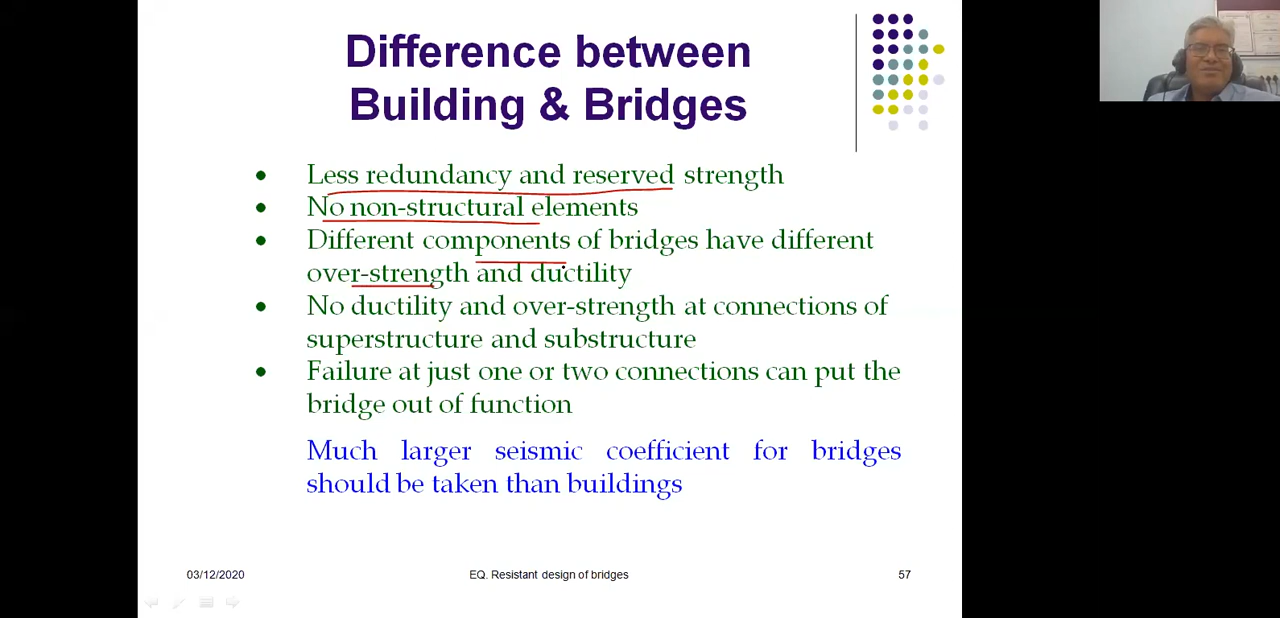 Difference between
Building & Bridges
• Less redundancy and reserved strength
• No non-structural elements
• Different components of bridges have different
over-strength and ductility
• No ductility and over-strength at connections of
superstructure and substructure
• Failure at just one or two connections can put the
bridge out of function
Much larger seismic coefficient for bridges
should be taken than buildings
03/12/2020 EQ. Resistant design of bridges 57